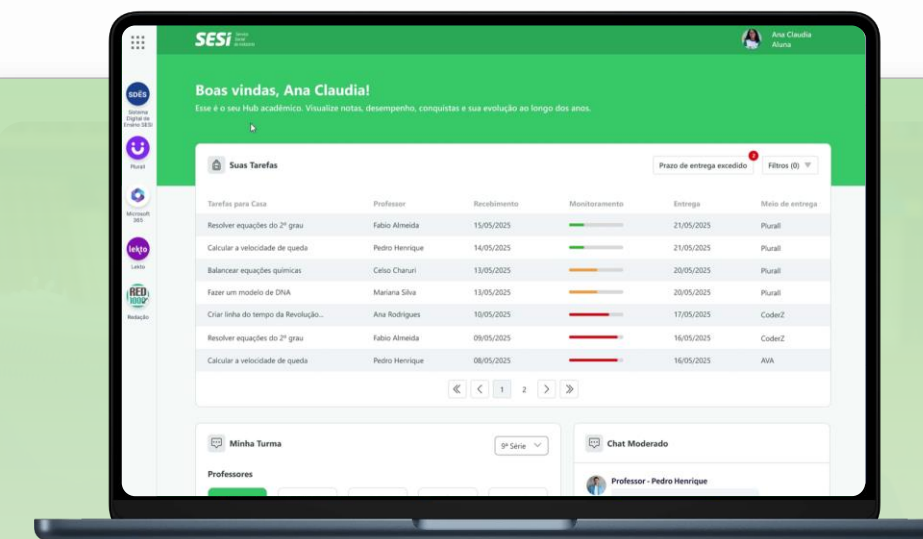 SESI Serviço Social da Indústria
Ana Claudia
Aluna
SDES
Sistema
Digital de
Ensino SESI
Plurall
Microsoft
365
lekto
Lekto
RED
1000
Redação
Boas vindas, Ana Claudia!
Esse é o seu Hub acadêmico. Visualize notas, desempenho, conquistas e sua evolução ao longo dos anos.
Suas Tarefas
Prazo de entrega excedido 2
Filtros (0)
Tarefas para Casa Professor Recebimento Monitoramento Entrega Meio de entrega
Resolver equações do 2º grau Fabio Almeida 15/05/2025 21/05/2025 Plurall
Calcular a velocidade de queda Pedro Henrique 14/05/2025 21/05/2025 Plurall
Balancear equações químicas Celso Charuri 13/05/2025 20/05/2025 Plurall
Fazer um modelo de DNA Mariana Silva 13/05/2025 20/05/2025 Plurall
Criar linha do tempo da Revolução... Ana Rodrigues 10/05/2025 17/05/2025 CoderZ
Resolver equações do 2º grau Fabio Almeida 09/05/2025 16/05/2025 CoderZ
Calcular a velocidade de queda Pedro Henrique 08/05/2025 16/05/2025 AVA
1 2
Minha Turma
9ª Série
Chat Moderado
Professores
Professor - Pedro Henrique